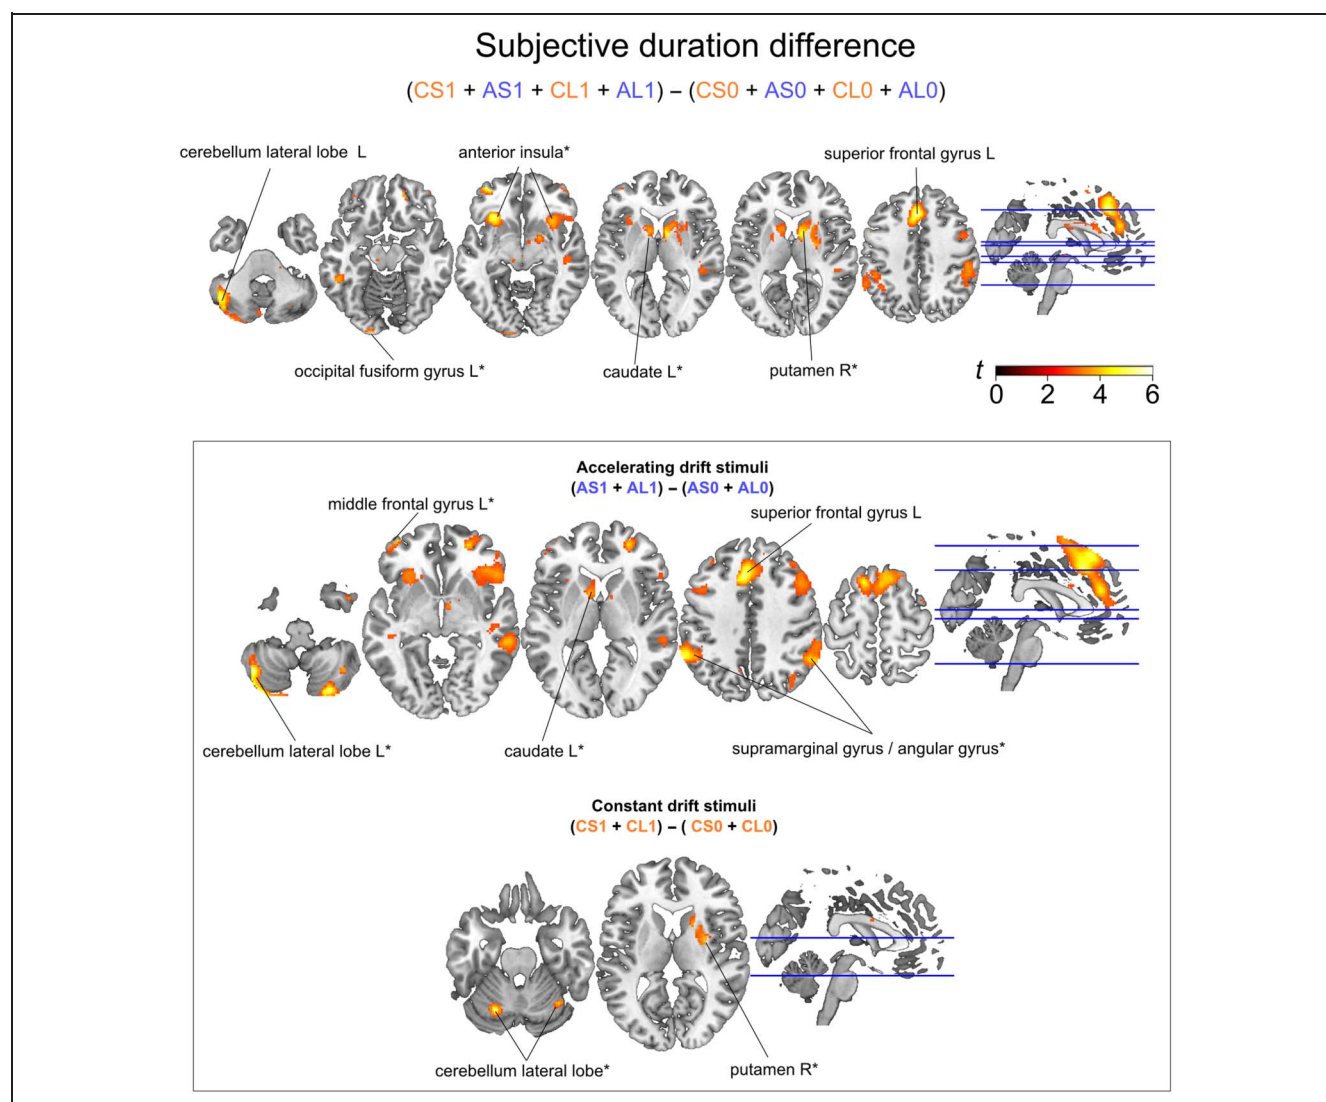 Subjective duration difference
(CS1 + AS1 + CL1 + AL1) – (CS0 + AS0 + CL0 + AL0)
cerebellum lateral lobe L
anterior insula*
superior frontal gyrus L
occipital fusiform gyrus L*
caudate L*
putamen R*
t
0 2 4 6
Accelerating drift stimuli
(AS1 + AL1) – (AS0 + AL0)
middle frontal gyrus L*
superior frontal gyrus L
cerebellum lateral lobe L*
caudate L*
supramarginal gyrus / angular gyrus*
Constant drift stimuli
(CS1 + CL1) – ( CS0 + CL0)
cerebellum lateral lobe*
putamen R*